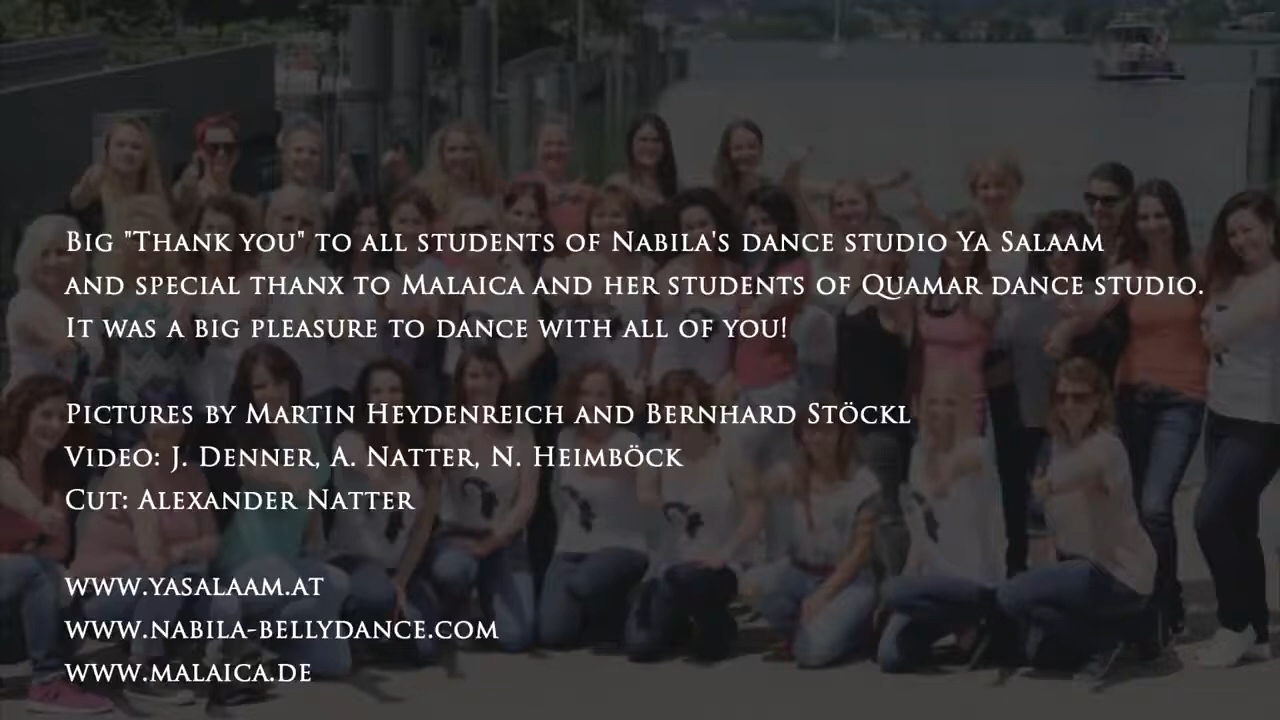 Big "Thank you" to all students of Nabila's dance studio Ya Salaam
and special thanx to Malaica and her students of Quamar dance studio.
It was a big pleasure to dance with all of you!
Pictures by Martin Heydenreich and Bernhard Stöckl
Video: J. Denner, A. Natter, N. Heimböck
Cut: Alexander Natter
www.yasalaam.at
www.nabila-bellydance.com
www.malaica.de